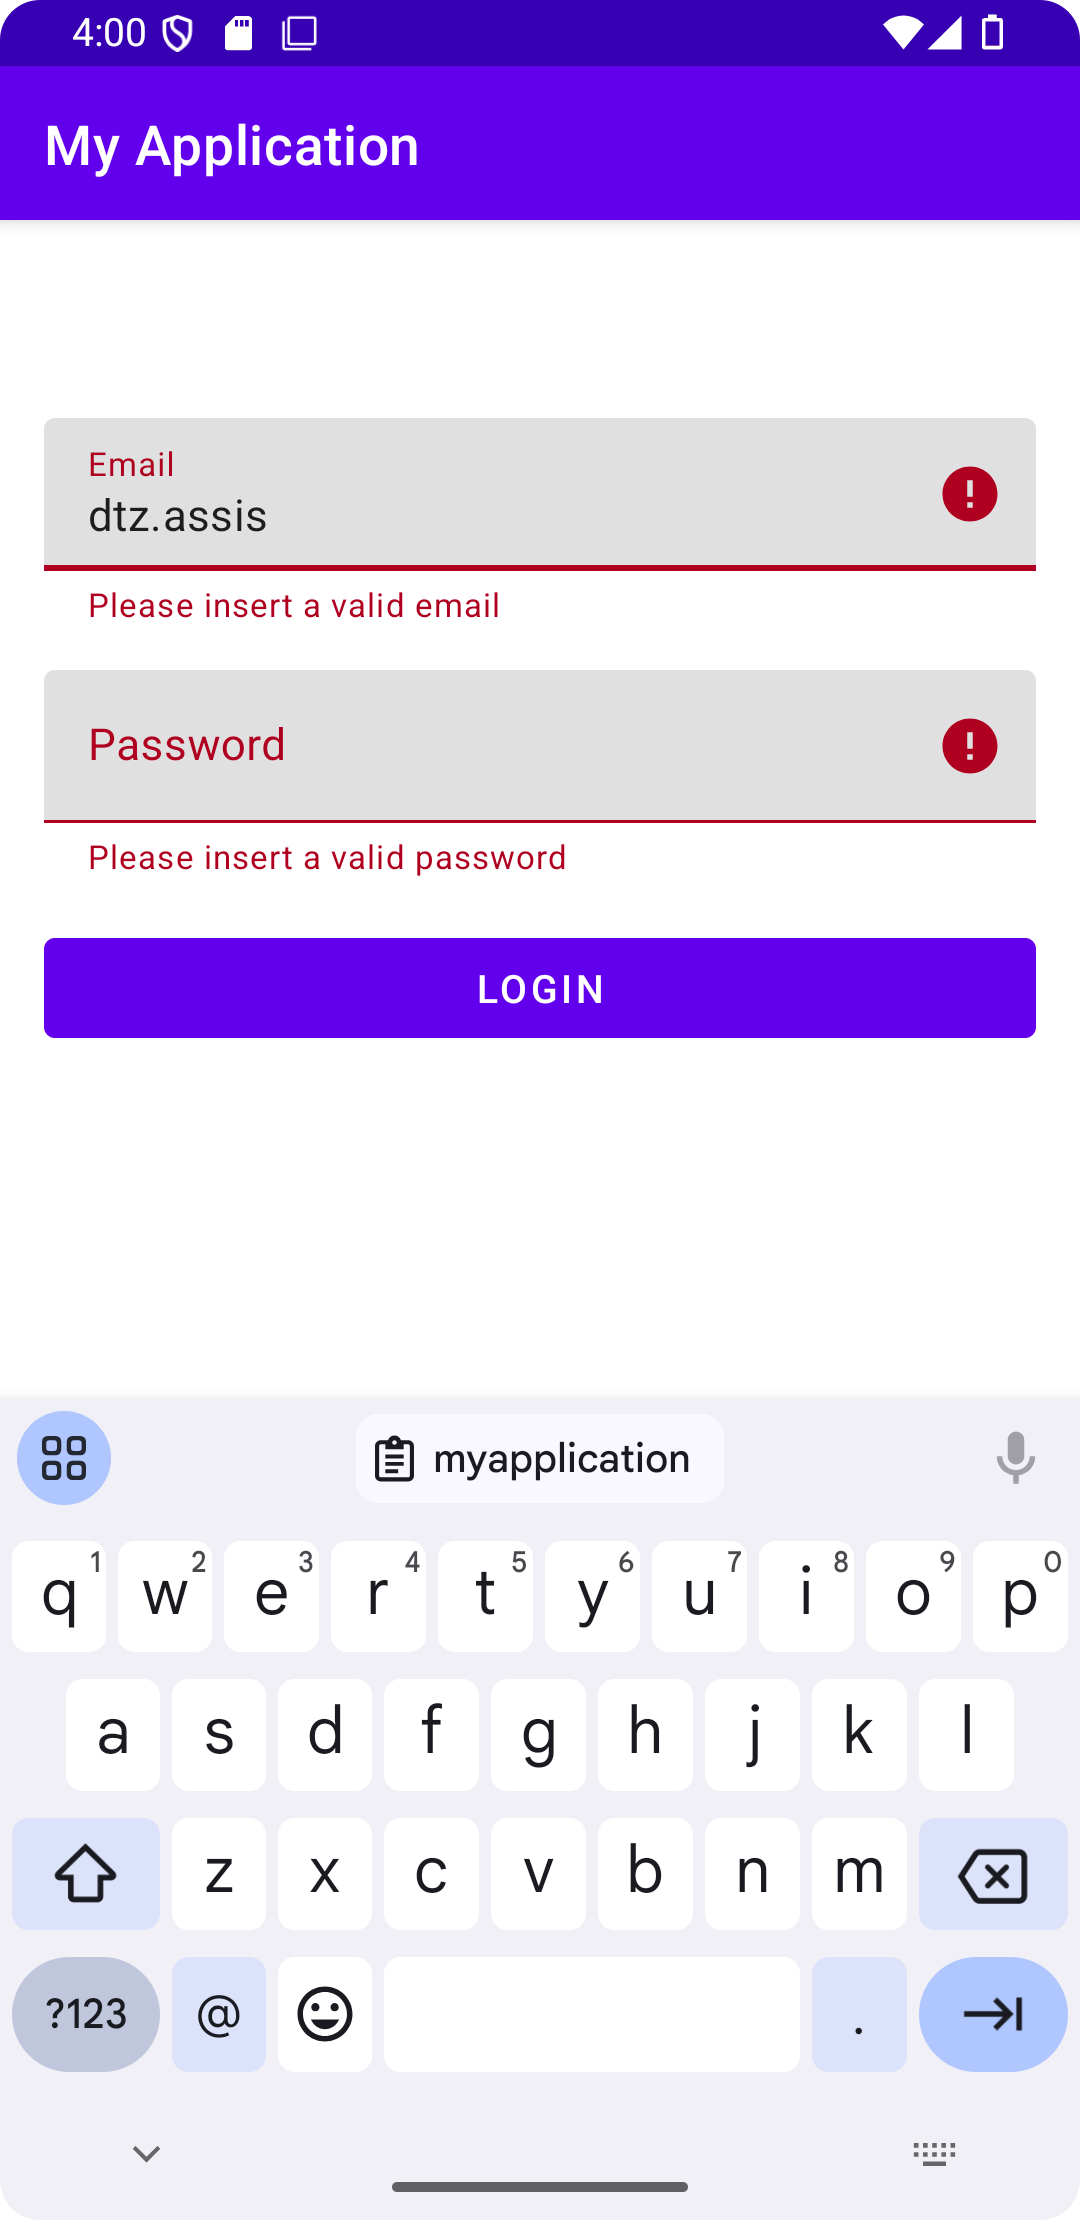 4:00
My Application
Email
dtz.assis
Please insert a valid email
Password
Please insert a valid password
LOGIN
myapplication
q 1 w 2 e 3 r 4 t 5 y 6 u 7 i 8 o 9 p 0
a s d f g h j k l
z x c v b n m
?123 @ .